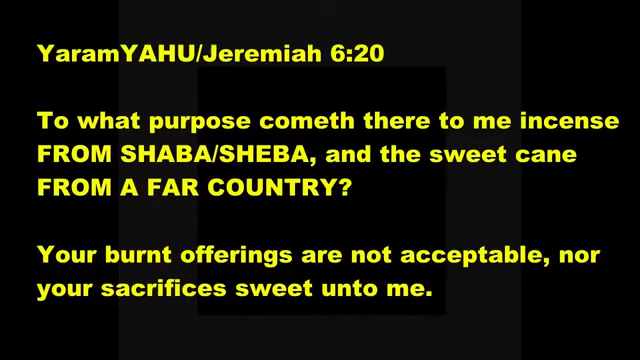 YaramYAHU/Jeremiah 6:20
To what purpose cometh there to me incense
FROM SHABA/SHEBA, and the sweet cane
FROM A FAR COUNTRY?
Your burnt offerings are not acceptable, nor
your sacrifices sweet unto me.